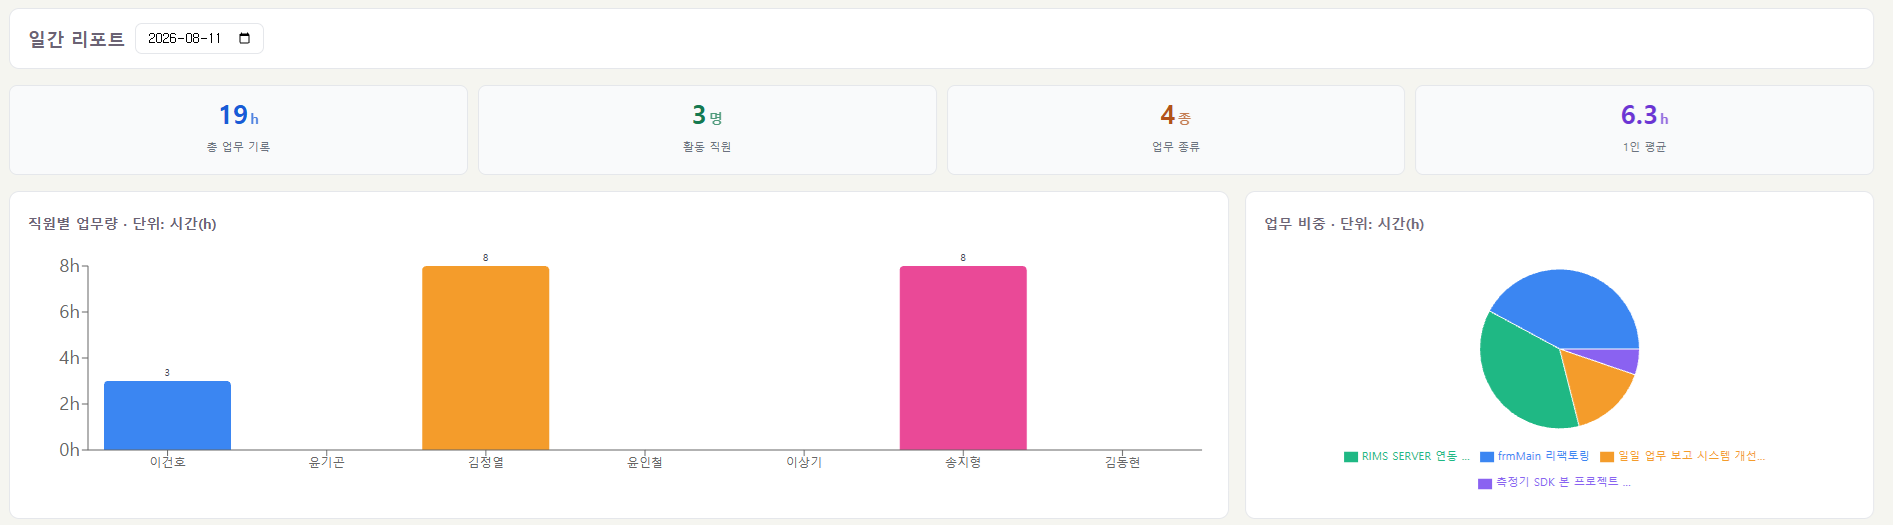 일간 리포트 2026-08-11
19h
총 업무 기록
3명
활동 직원
4종
업무 종류
6.3h
1인 평균
직원별 업무량 · 단위: 시간(h)
8h
6h
4h
2h
0h
3
8
8
이건호
윤기곤
김정열
윤인철
이상기
송지형
김동현
업무 비중 · 단위: 시간(h)
RIMS SERVER 연동 ...
frmMain 리팩토링
일일 업무 보고 시스템 개선...
측정기 SDK 본 프로젝트 ...